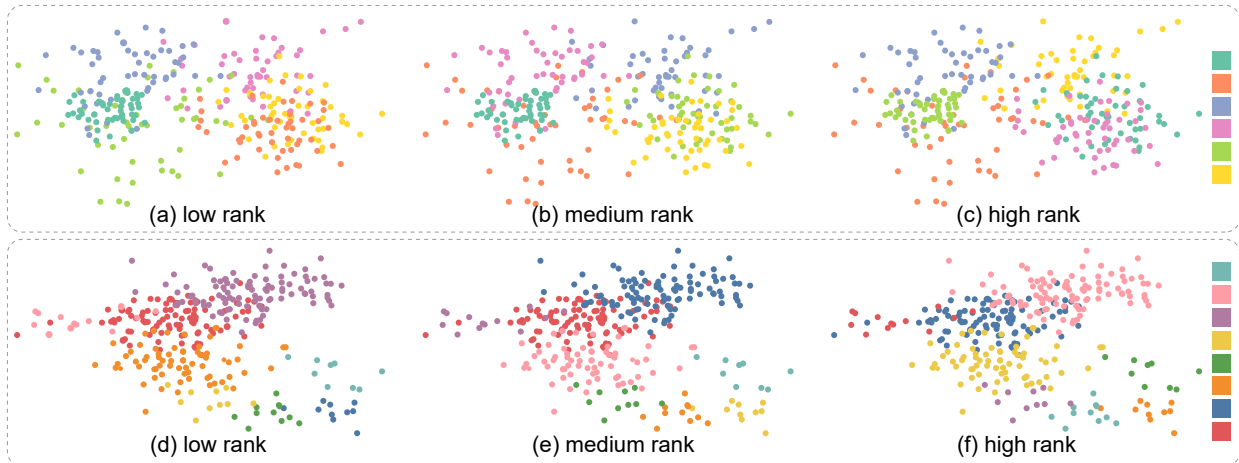 (a) low rank
(b) medium rank
(c) high rank
(d) low rank
(e) medium rank
(f) high rank